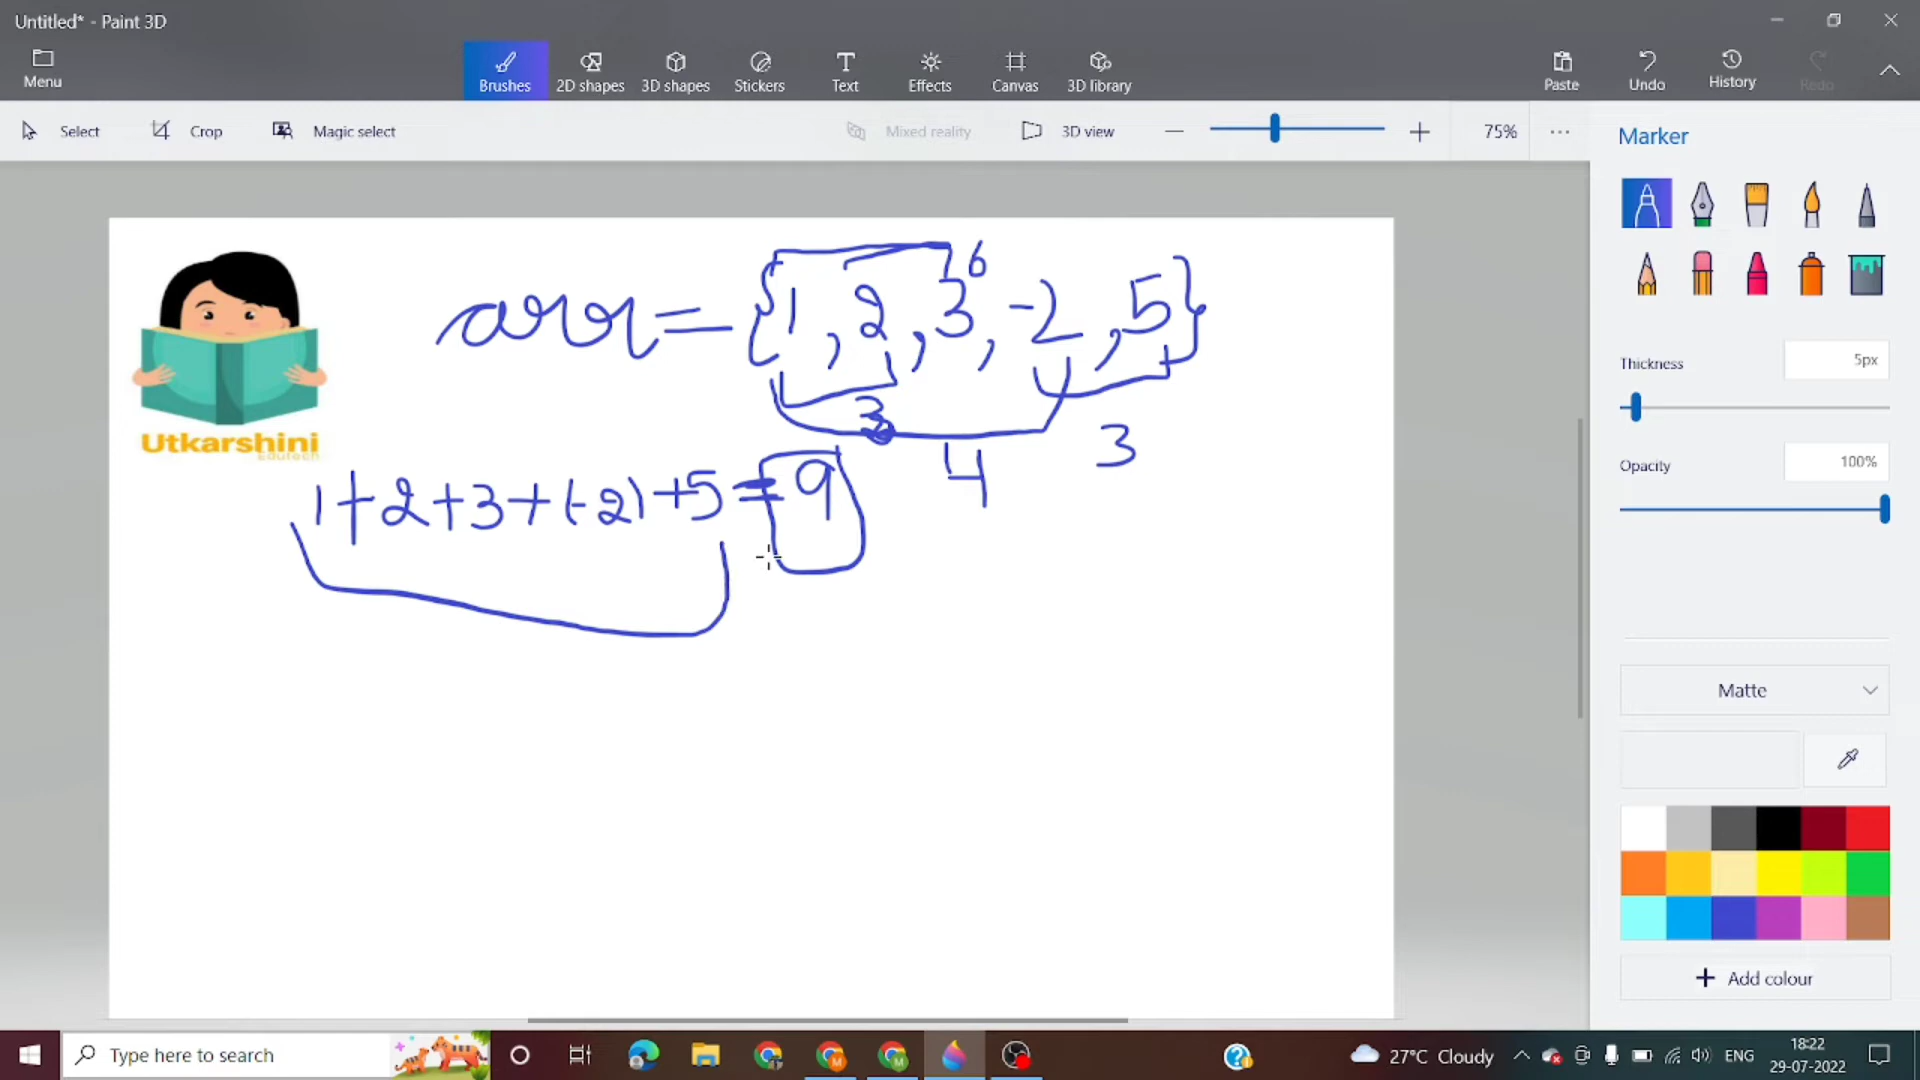 Untitled* - Paint 3D
Menu
Brushes
2D shapes
3D shapes
Stickers
Text
Effects
Canvas
3D library
Paste
Undo
History
Redo
Select
Crop
Magic select
Mixed reality
3D view
75%
Marker
Thickness
5px
Opacity
100%
Matte
+ Add colour
6
arr={1, 2, 3, -2, 5}
3
4
3
1+2+3+(-2)+5=9
Utkarshini
Edutech
Type here to search
27°C Cloudy
ENG
18:22
29-07-2022